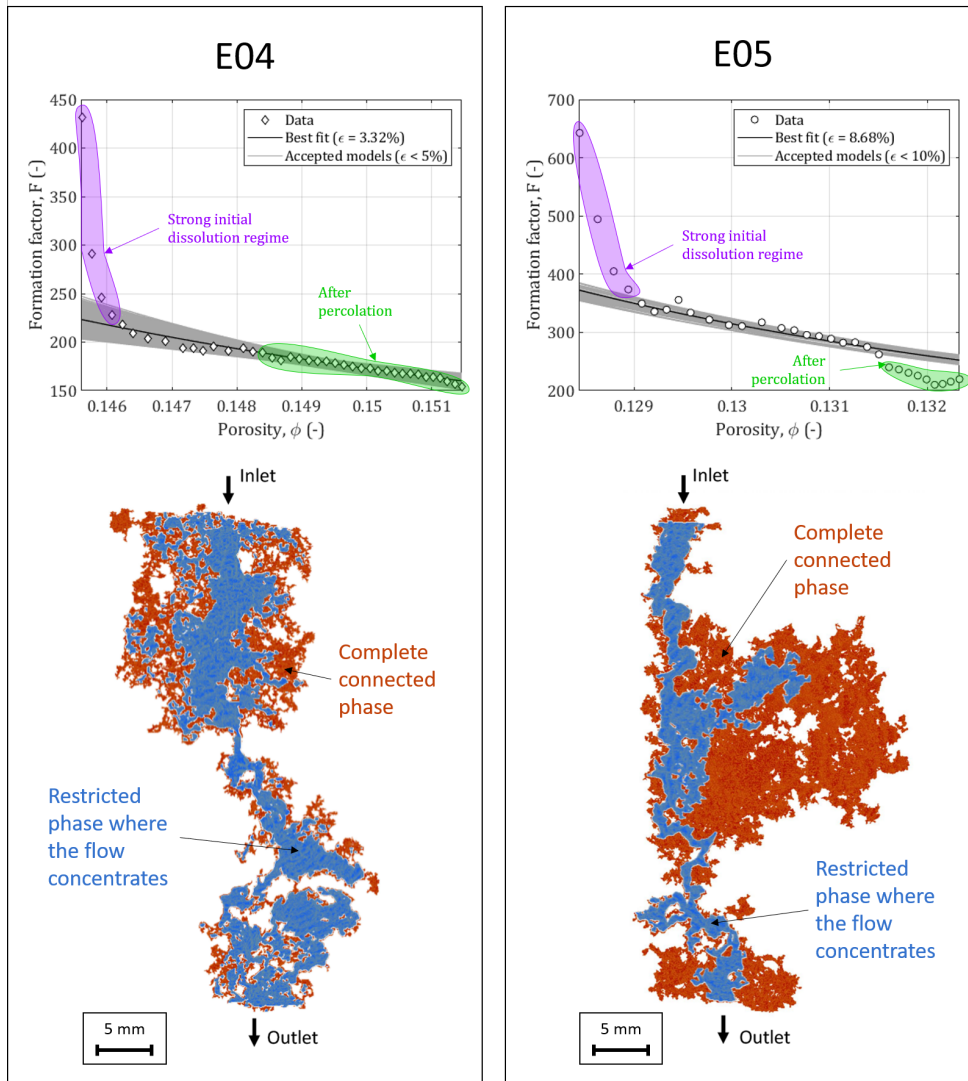 E04
450
400
350
300
250
200
150
Formation factor, F (-)
Data
Best fit (ϵ = 3.32%)
Accepted models (ϵ < 5%)
Strong initial
dissolution regime
After
percolation
0.146
0.147
0.148
0.149
0.15
0.151
Porosity, ϕ (-)
Inlet
Complete
connected
phase
Restricted
phase where
the flow
concentrates
5 mm
Outlet
E05
700
600
500
400
300
200
Formation factor, F (-)
Data
Best fit (ϵ = 8.68%)
Accepted models (ϵ < 10%)
Strong initial
dissolution regime
After
percolation
0.129
0.13
0.131
0.132
Porosity, ϕ (-)
Inlet
Complete
connected
phase
Restricted
phase where
the flow
concentrates
5 mm
Outlet